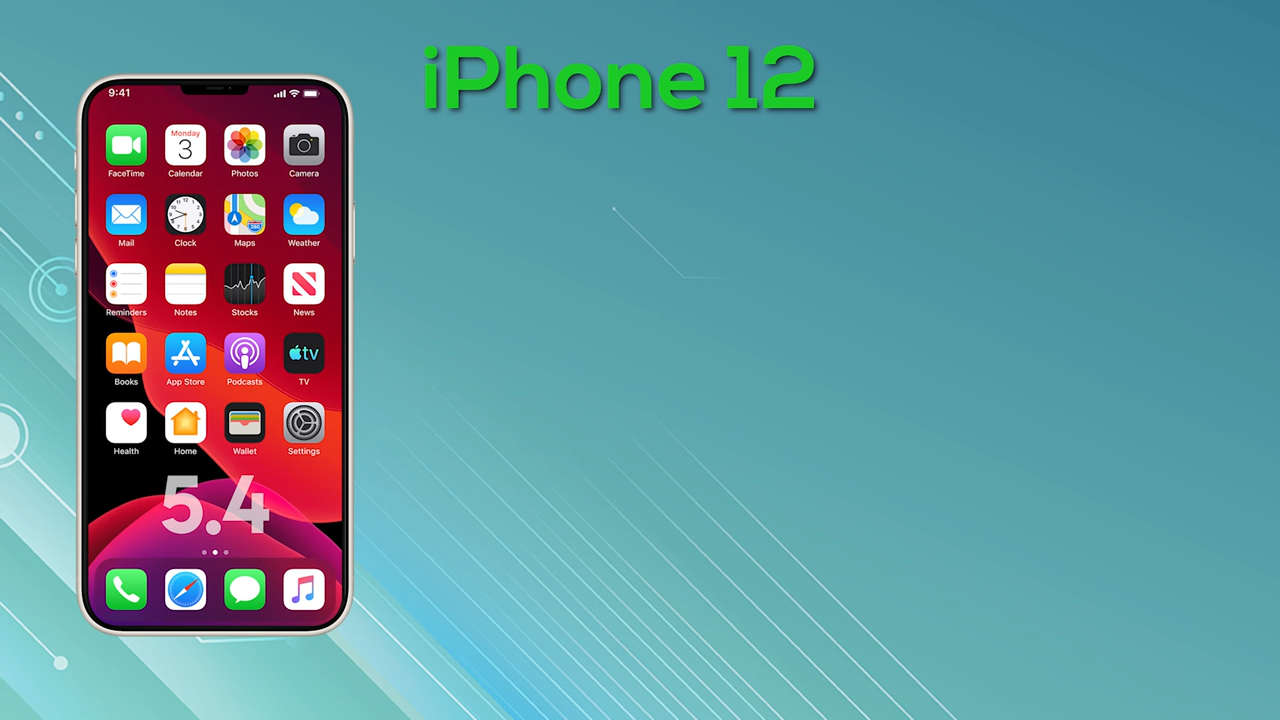 iPhone 12
9:41
Monday
3
FaceTime Calendar Photos Camera
Mail Clock Maps Weather
Reminders Notes Stocks News
tv
Books App Store Podcasts TV
Health Home Wallet Settings
5.4